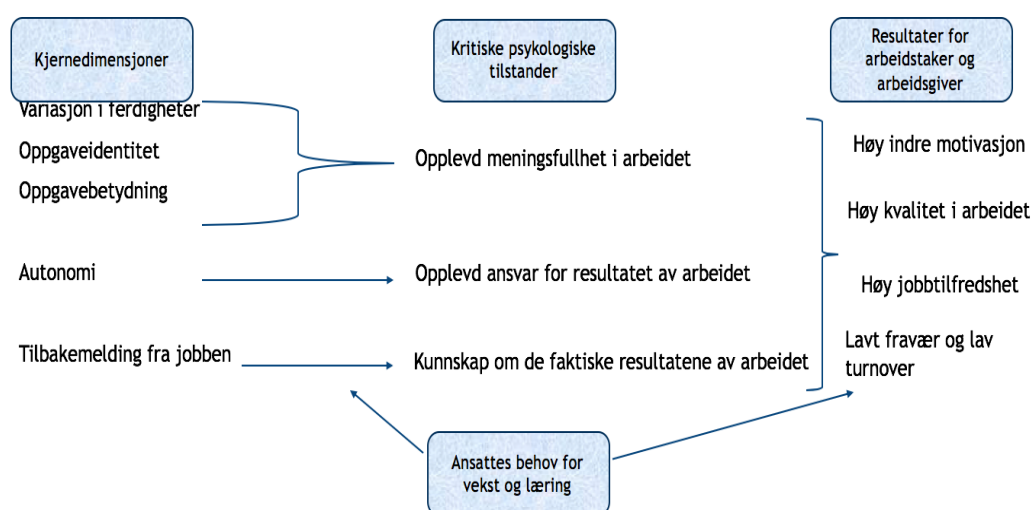 Kjernedimensjoner
Kritiske psykologiske
tilstander
Resultater for
arbeidstaker og
arbeidsgiver
Variasjon i ferdigheter
Oppgaveidentitet
Oppgavebetydning
Autonomi
Tilbakemelding fra jobben
Opplevd meningsfullhet i arbeidet
Opplevd ansvar for resultatet av arbeidet
Kunnskap om de faktiske resultatene av arbeidet
Høy indre motivasjon
Høy kvalitet i arbeidet
Høy jobbtilfredshet
Lavt fravær og lav
turnover
Ansattes behov for
vekst og læring